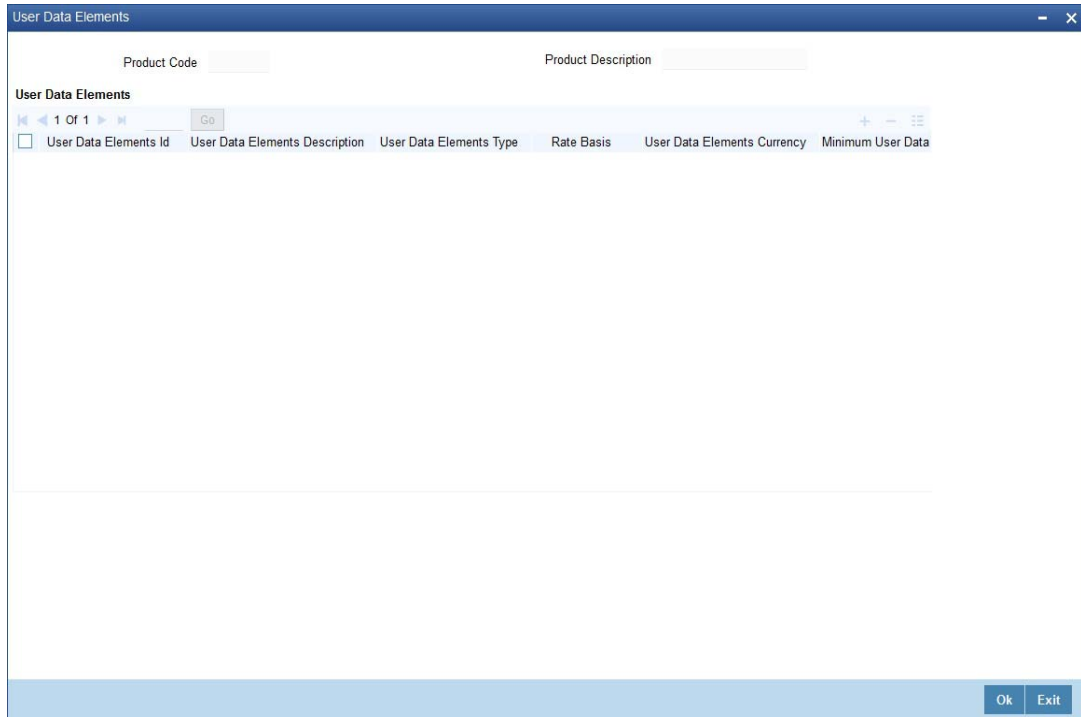 User Data Elements
Product Code
Product Description
User Data Elements
1 Of 1 Go
User Data Elements Id User Data Elements Description User Data Elements Type Rate Basis User Data Elements Currency Minimum User Data
Ok Exit